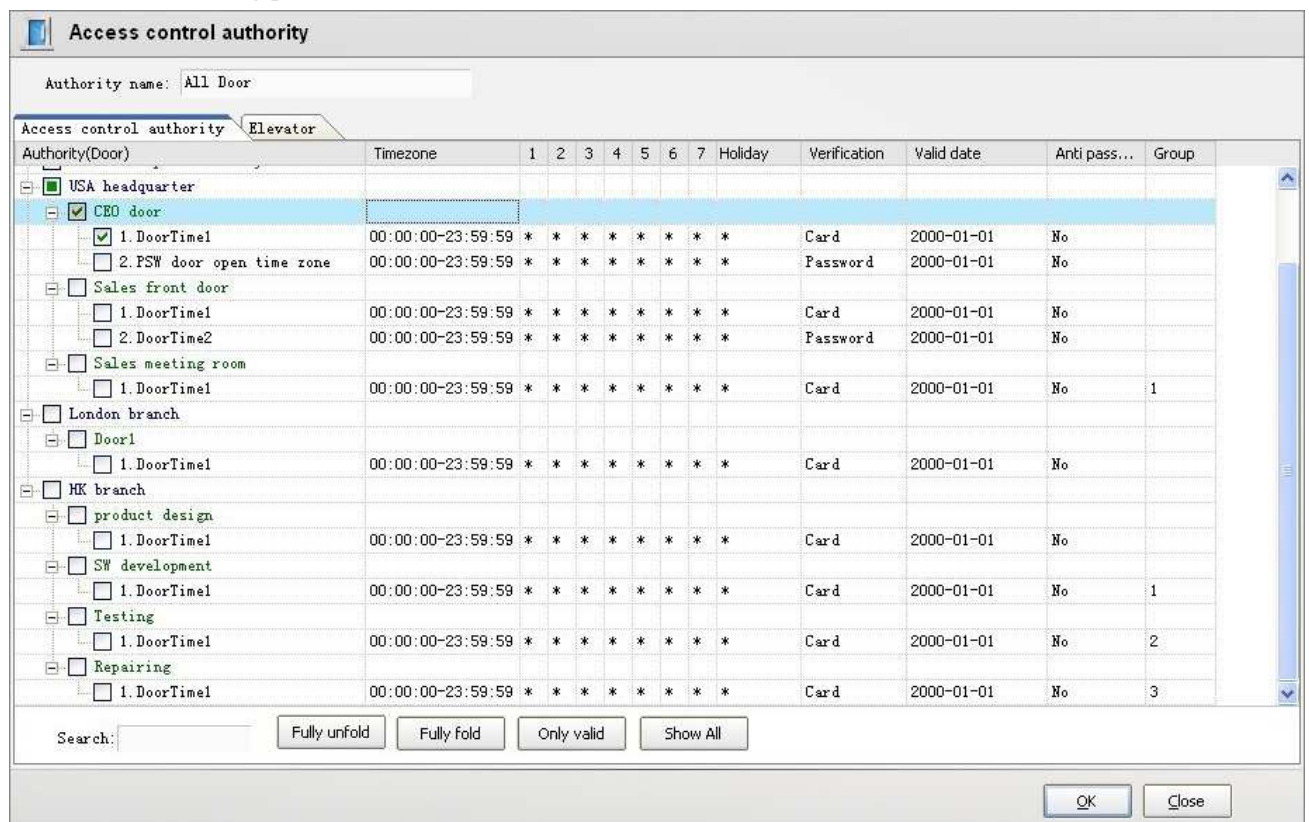 Access control authority
Authority name: All Door
Access control authority Elevator
Authority(Door) Timezone 1 2 3 4 5 6 7 Holiday Verification Valid date Anti pass... Group
USA headquarter
CEO door
1.DoorTime1 00:00:00-23:59:59 * * * * * * * * Card 2000-01-01 No
2.PSW door open time zone 00:00:00-23:59:59 * * * * * * * * Password 2000-01-01 No
Sales front door
1.DoorTime1 00:00:00-23:59:59 * * * * * * * * Card 2000-01-01 No
2.DoorTime2 00:00:00-23:59:59 * * * * * * * * Password 2000-01-01 No
Sales meeting room
1.DoorTime1 00:00:00-23:59:59 * * * * * * * * Card 2000-01-01 No 1
London branch
Door1
1.DoorTime1 00:00:00-23:59:59 * * * * * * * * Card 2000-01-01 No
HK branch
product design
1.DoorTime1 00:00:00-23:59:59 * * * * * * * * Card 2000-01-01 No
SW development
1.DoorTime1 00:00:00-23:59:59 * * * * * * * * Card 2000-01-01 No 1
Testing
1.DoorTime1 00:00:00-23:59:59 * * * * * * * * Card 2000-01-01 No 2
Repairing
1.DoorTime1 00:00:00-23:59:59 * * * * * * * * Card 2000-01-01 No 3
Search: Fully unfold Fully fold Only valid Show All
OK Close